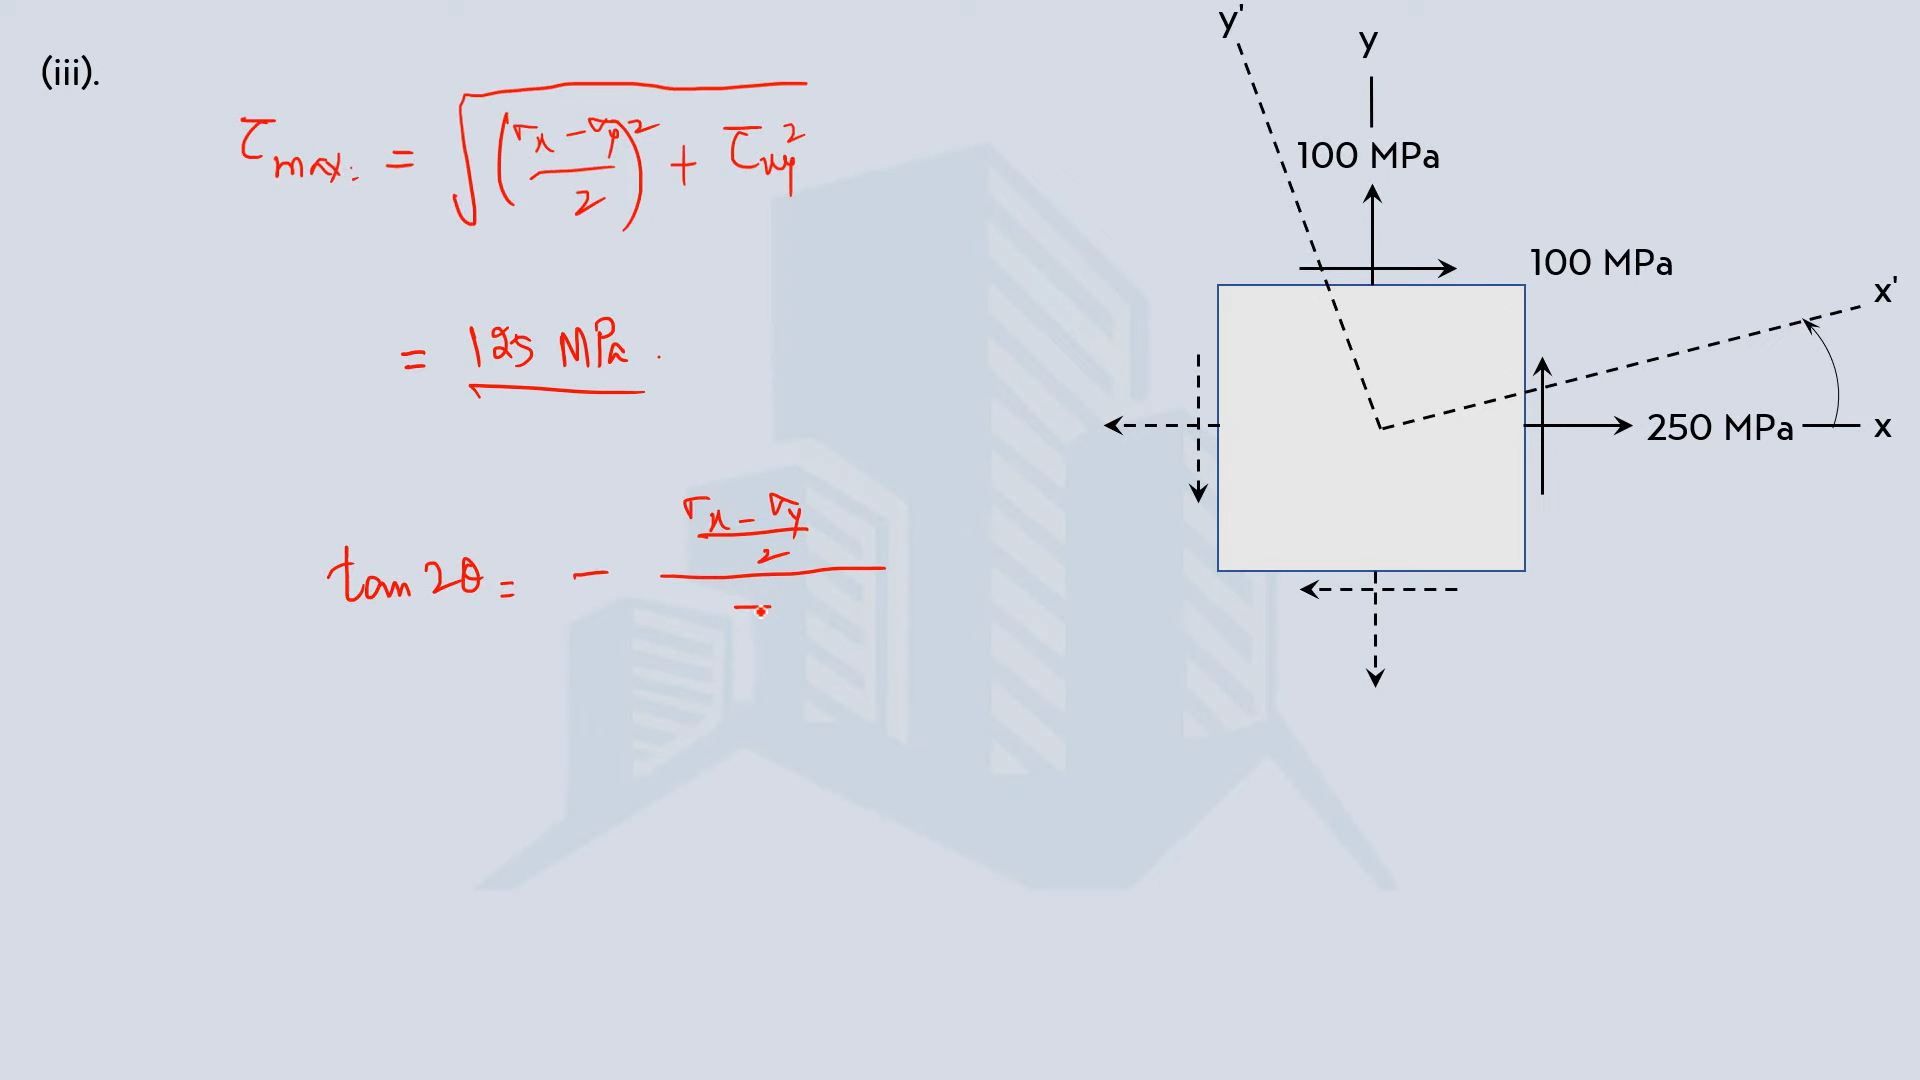 (iii).
τmax. = √((σx − σy)/2)² + τxy²
= 125 MPa.
tan 2θ = − ((σx − σy)/2)/
y'
y
100 MPa
100 MPa
x'
250 MPa
x